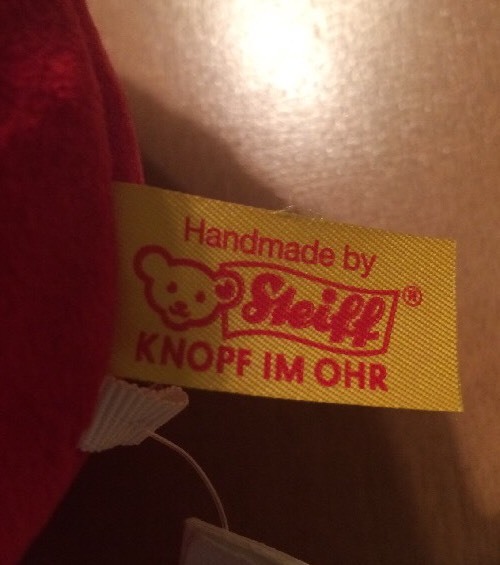 Handmade by
Steiff®
KNOPF IM OHR